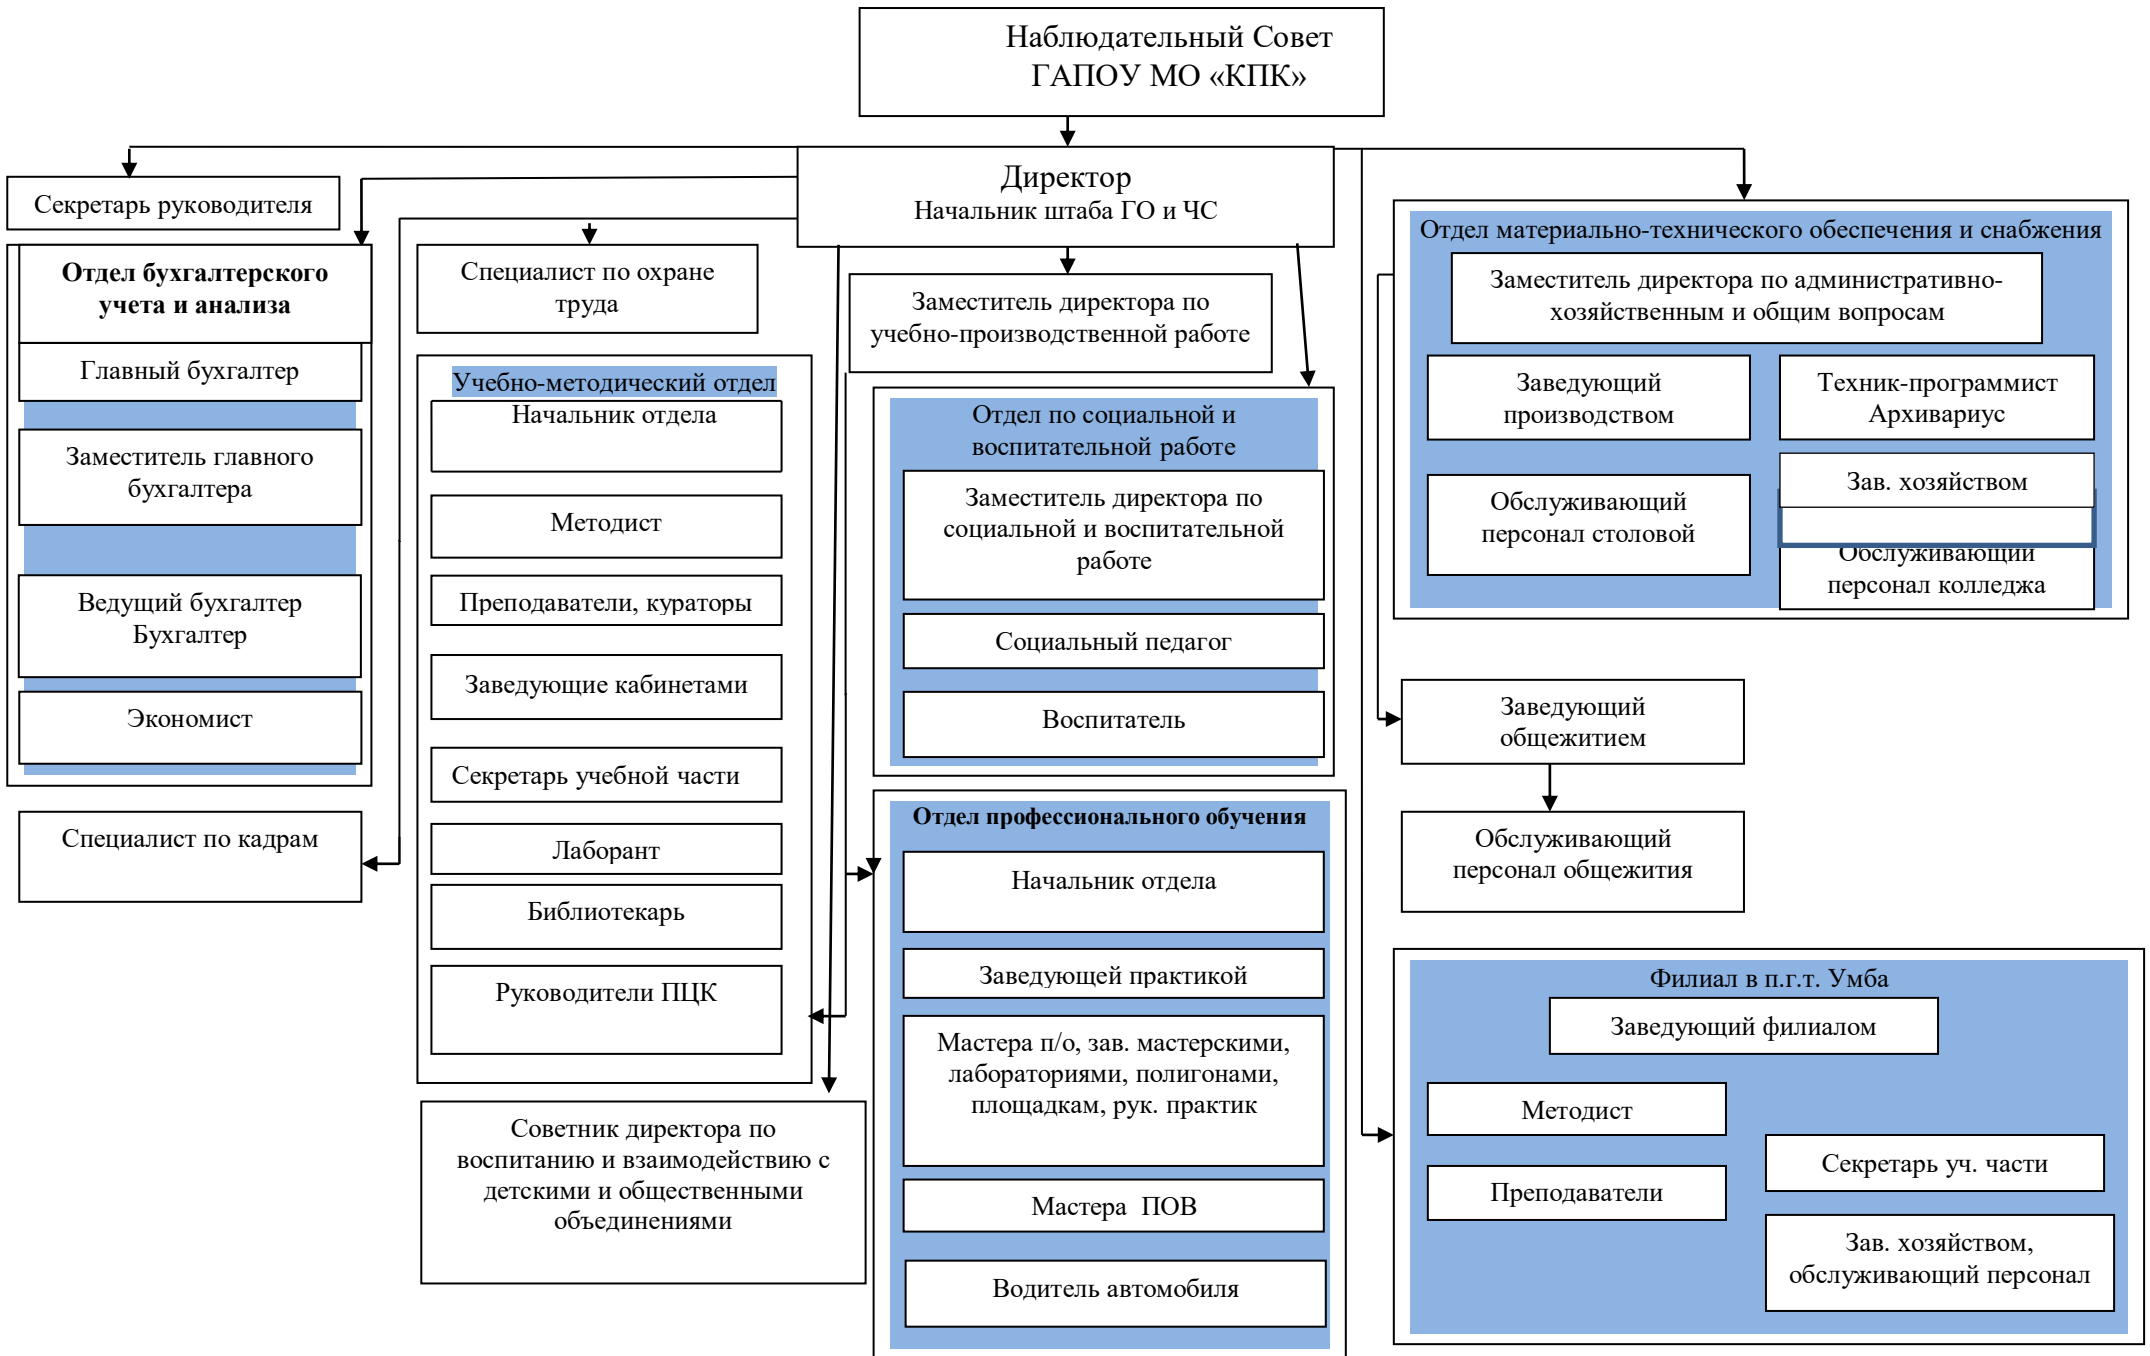 Наблюдательный Совет
ГАПОУ МО «КПК»
Директор
Начальник штаба ГО и ЧС
Секретарь руководителя
Отдел бухгалтерского
учета и анализа
Главный бухгалтер
Заместитель главного
бухгалтера
Ведущий бухгалтер
Бухгалтер
Экономист
Специалист по кадрам
Специалист по охране
труда
Учебно-методический отдел
Начальник отдела
Методист
Преподаватели, кураторы
Заведующие кабинетами
Секретарь учебной части
Лаборант
Библиотекарь
Руководители ПЦК
Советник директора по
воспитанию и взаимодействию с
детскими и общественными
объединениями
Заместитель директора по
учебно-производственной работе
Отдел по социальной и
воспитательной работе
Заместитель директора по
социальной и воспитательной
работе
Социальный педагог
Воспитатель
Отдел профессионального обучения
Начальник отдела
Заведующей практикой
Мастера п/о, зав. мастерскими,
лабораториями, полигонами,
площадкам, рук. практик
Мастера ПОВ
Водитель автомобиля
Отдел материально-технического обеспечения и снабжения
Заместитель директора по административно-
хозяйственным и общим вопросам
Заведующий
производством
Техник-программист
Архивариус
Обслуживающий
персонал столовой
Зав. хозяйством
Обслуживающий
персонал колледжа
Заведующий
общежитием
Обслуживающий
персонал общежития
Филиал в п.г.т. Умба
Заведующий филиалом
Методист
Преподаватели
Секретарь уч. части
Зав. хозяйством,
обслуживающий персонал